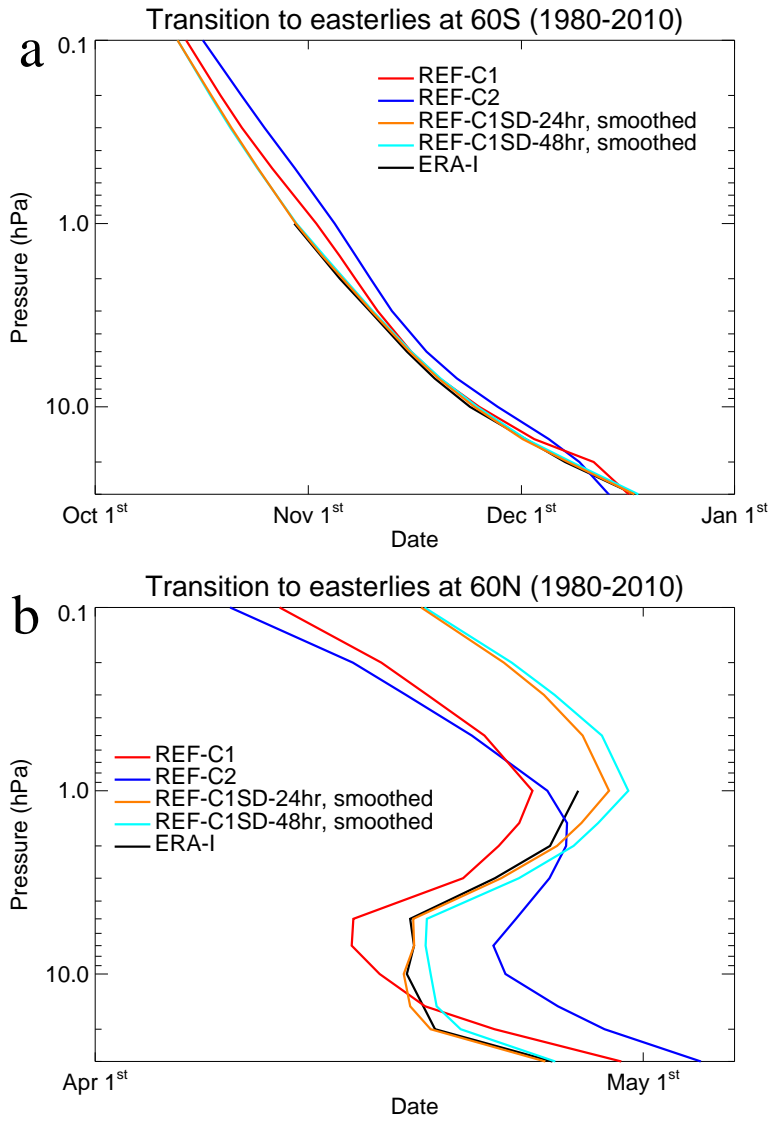 a
Transition to easterlies at 60S (1980-2010)
0.1
REF-C1
REF-C2
REF-C1SD-24hr, smoothed
REF-C1SD-48hr, smoothed
ERA-I
1.0
Pressure (hPa)
10.0
Oct 1st
Nov 1st
Dec 1st
Jan 1st
Date
b
Transition to easterlies at 60N (1980-2010)
0.1
REF-C1
REF-C2
REF-C1SD-24hr, smoothed
REF-C1SD-48hr, smoothed
ERA-I
1.0
Pressure (hPa)
10.0
Apr 1st
May 1st
Date